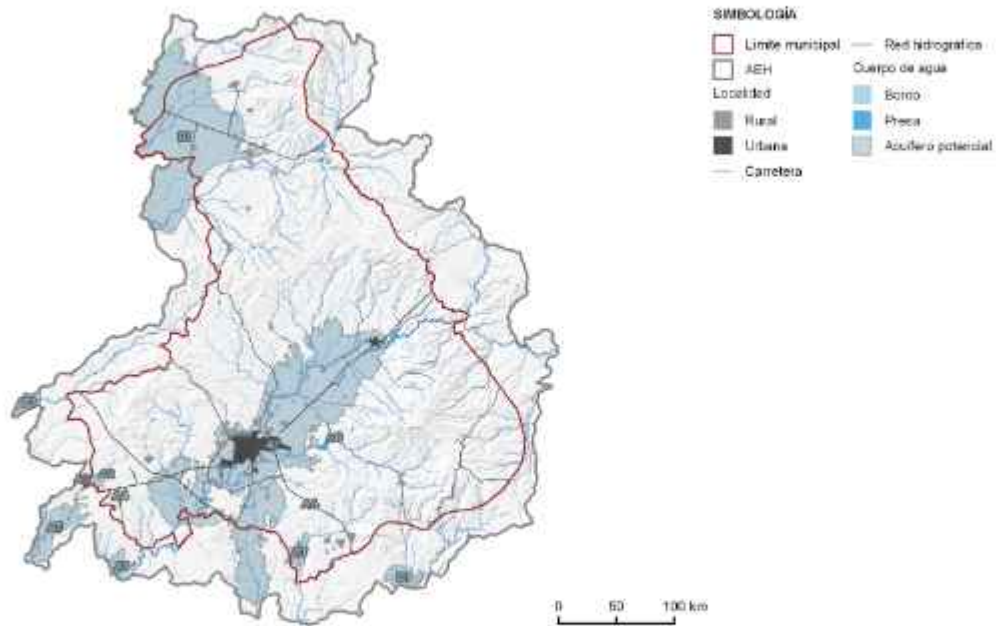 SIMBOLOGÍA
Límite municipal
Red hidrográfica
AEH
Cuerpo de agua
Localidad
Bordo
Rural
Presa
Urbana
Acuífero potencial
Carretera
0 50 100 km